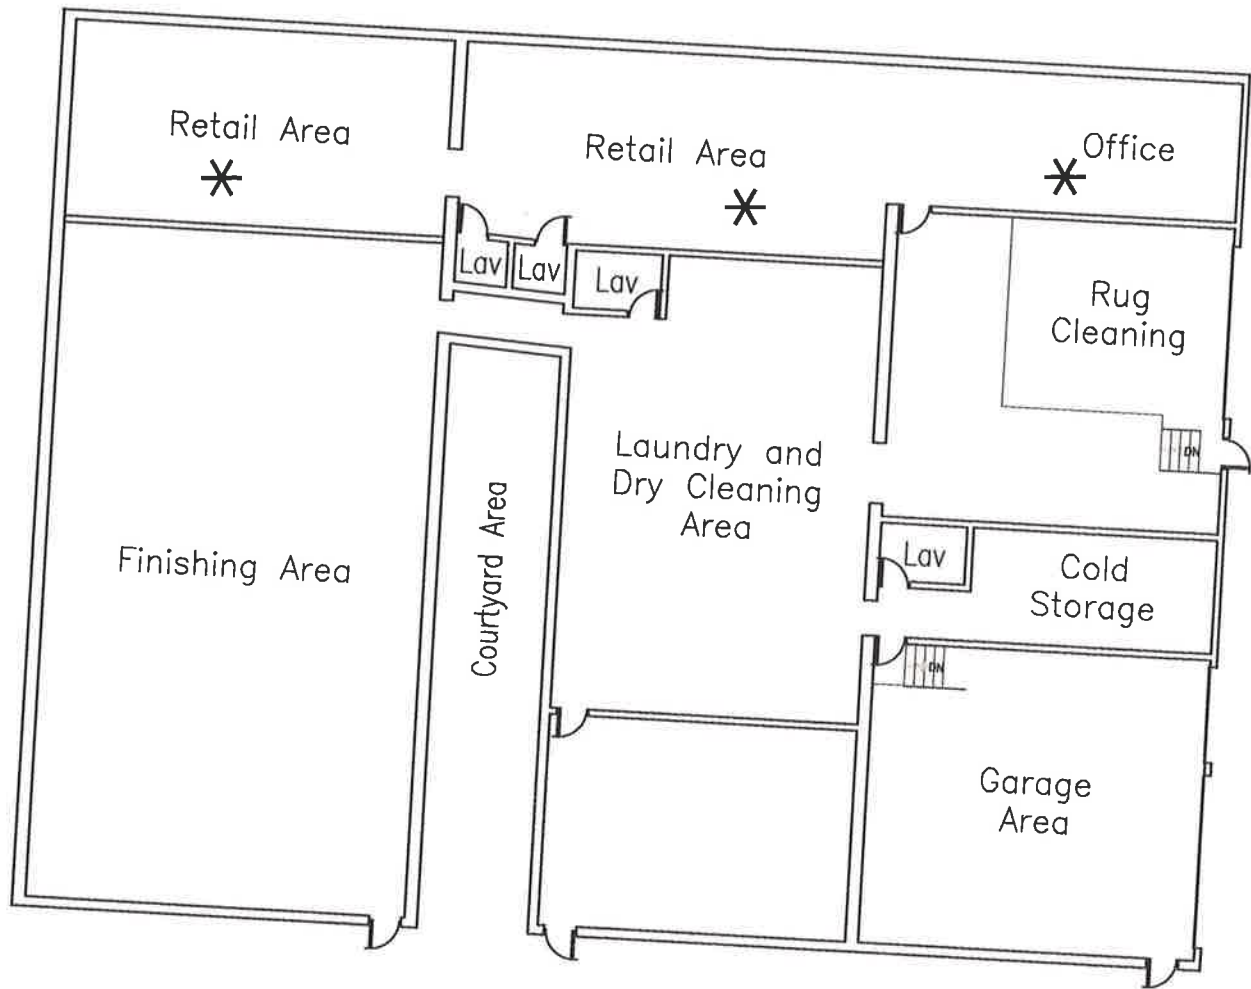 Retail Area
Retail Area
Office
Lav
Lav
Lav
Rug
Cleaning
DN
Laundry and
Dry Cleaning
Area
Courtyard Area
Finishing Area
Lav
Cold
Storage
DN
Garage
Area